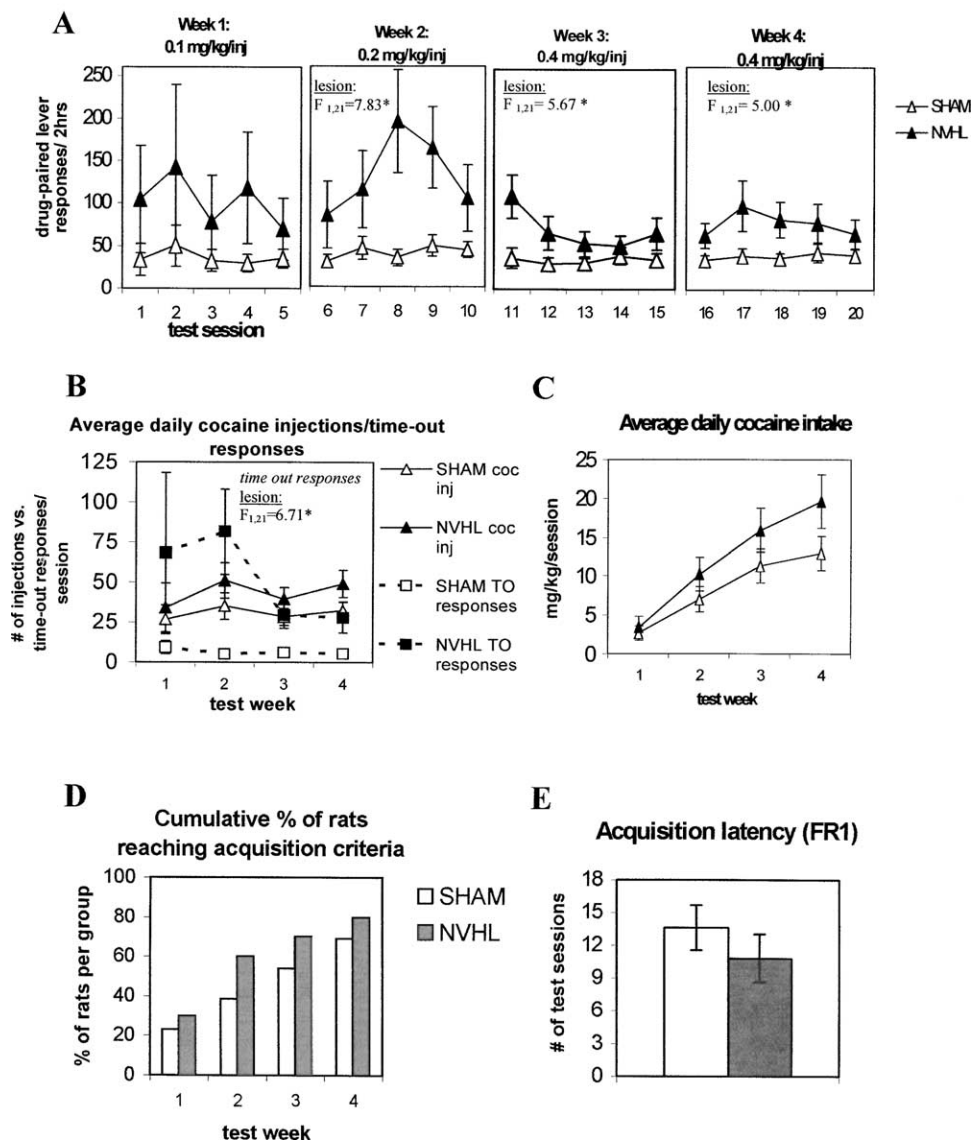 A
Week 1:
0.1 mg/kg/inj
Week 2:
0.2 mg/kg/inj
Week 3:
0.4 mg/kg/inj
Week 4:
0.4 mg/kg/inj
drug-paired lever
responses/ 2hrs
250
200
150
100
50
0
lesion:
F 1,21=7.83*
lesion:
F 1,21= 5.67 *
lesion:
F 1,21= 5.00 *
SHAM
NVHL
1 2 3 4 5
6 7 8 9 10
11 12 13 14 15
16 17 18 19 20
test session
B
Average daily cocaine injections/time-out
responses
# of injections vs.
time-out responses/
session
125
100
75
50
25
0
time out responses
lesion:
F1,21=6.71*
SHAM coc
inj
NVHL coc
inj
SHAM TO
responses
NVHL TO
responses
1 2 3 4
test week
C
Average daily cocaine intake
mg/kg/session
25
20
15
10
5
0
1 2 3 4
test week
D
Cumulative % of rats
reaching acquisition criteria
% of rats per group
100
80
60
40
20
0
SHAM
NVHL
1 2 3 4
test week
E
Acquisition latency (FR1)
# of test sessions
18
15
12
9
6
3
0